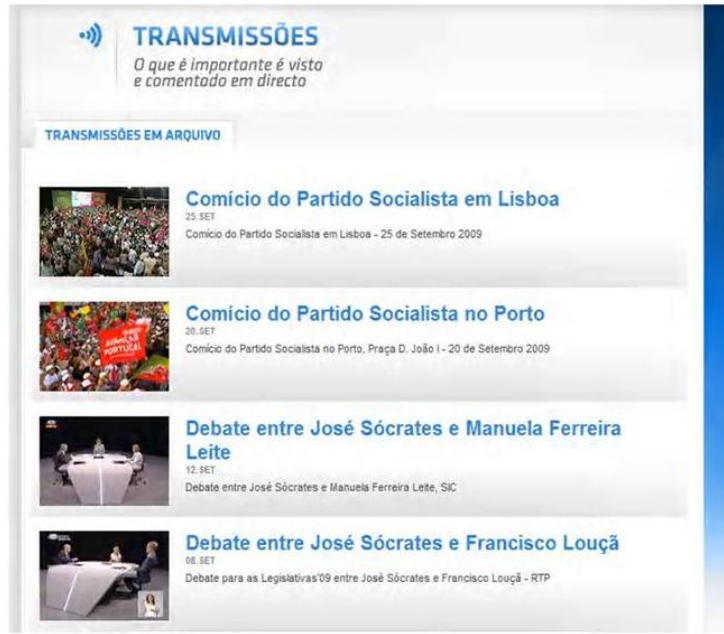 TRANSMISSÕES
O que é importante é visto
e comentado em directo
TRANSMISSÕES EM ARQUIVO
Comício do Partido Socialista em Lisboa
25.SET
Comício do Partido Socialista em Lisboa - 25 de Setembro 2009
Comício do Partido Socialista no Porto
20.SET
Comício do Partido Socialista no Porto, Praça D. João I - 20 de Setembro 2009
AVANÇAR
PORTUGAL
Debate entre José Sócrates e Manuela Ferreira
Leite
12.SET
Debate entre José Sócrates e Manuela Ferreira Leite, SIC
Debate entre José Sócrates e Francisco Louçã
08.SET
Debate para as Legislativas'09 entre José Sócrates e Francisco Louçã - RTP